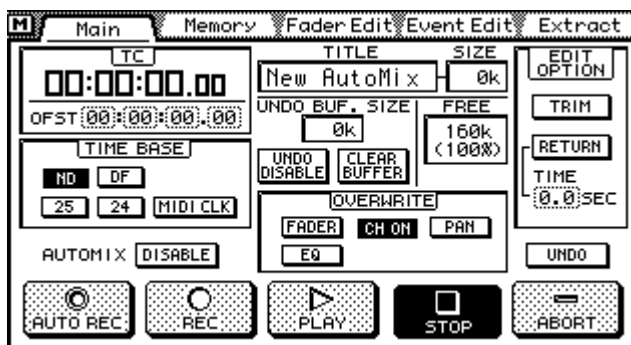 M Main Memory Fader Edit Event Edit Extract
TC
00:00:00.00
OFST 00:00:00.00
TITLE
New AutoMix
SIZE
0k
UNDO BUF. SIZE
0k
UNDO DISABLE
CLEAR BUFFER
FREE
160k
(100%)
EDIT
OPTION
TRIM
RETURN
TIME
0.0 SEC
TIME BASE
ND DF
25 24 MIDI CLK
OVERWRITE
FADER CH ON PAN
EQ
AUTOMIX DISABLE
UNDO
AUTO REC REC PLAY STOP ABORT